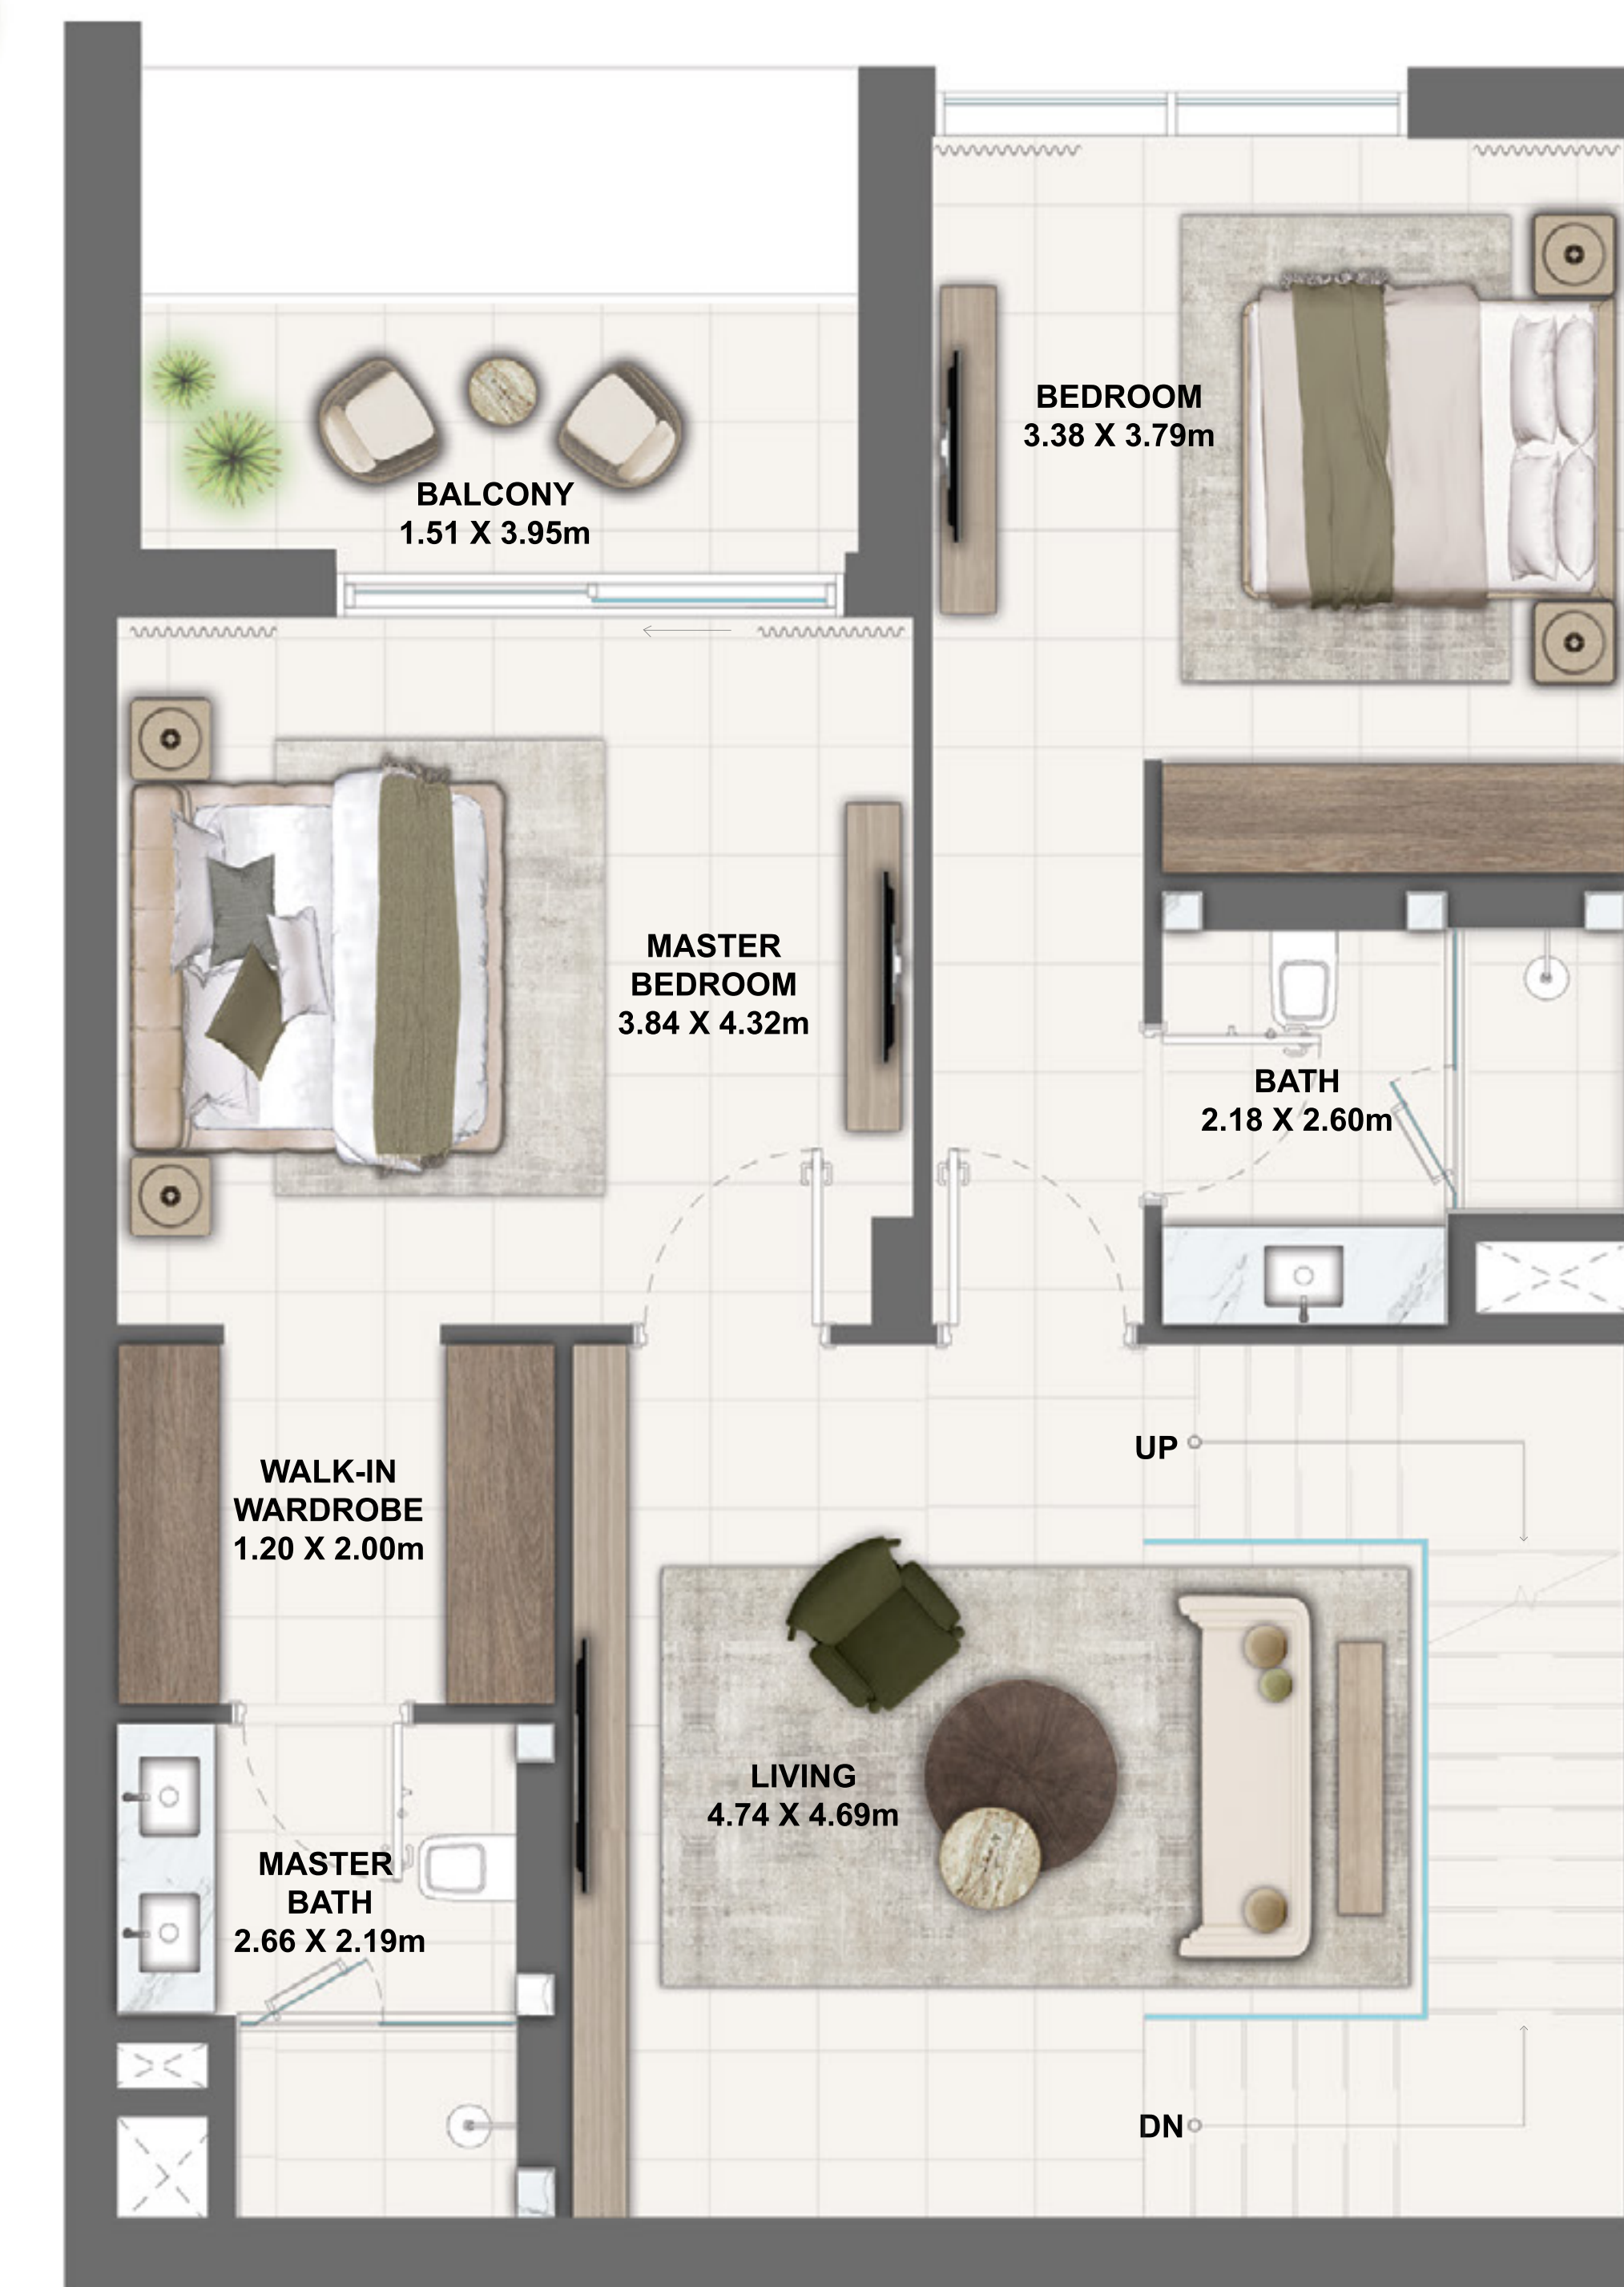 BEDROOM
3.38 X 3.79m
BALCONY
1.51 X 3.95m
MASTER
BEDROOM
3.84 X 4.32m
BATH
2.18 X 2.60m
UP
WALK-IN
WARDROBE
1.20 X 2.00m
LIVING
4.74 X 4.69m
MASTER
BATH
2.66 X 2.19m
DN